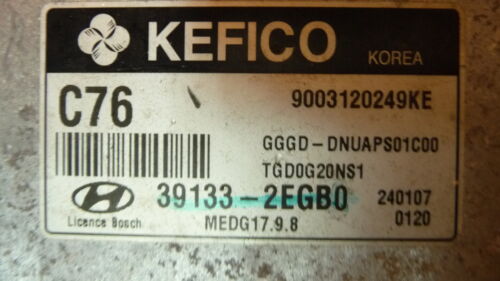 KEFICO
KOREA
C76
9003120249KE
GGGD-DNUAPS01C00
TGD0G20NS1
39133-2EGB0
240107
Licence Bosch
MEDG17.9.8
0120